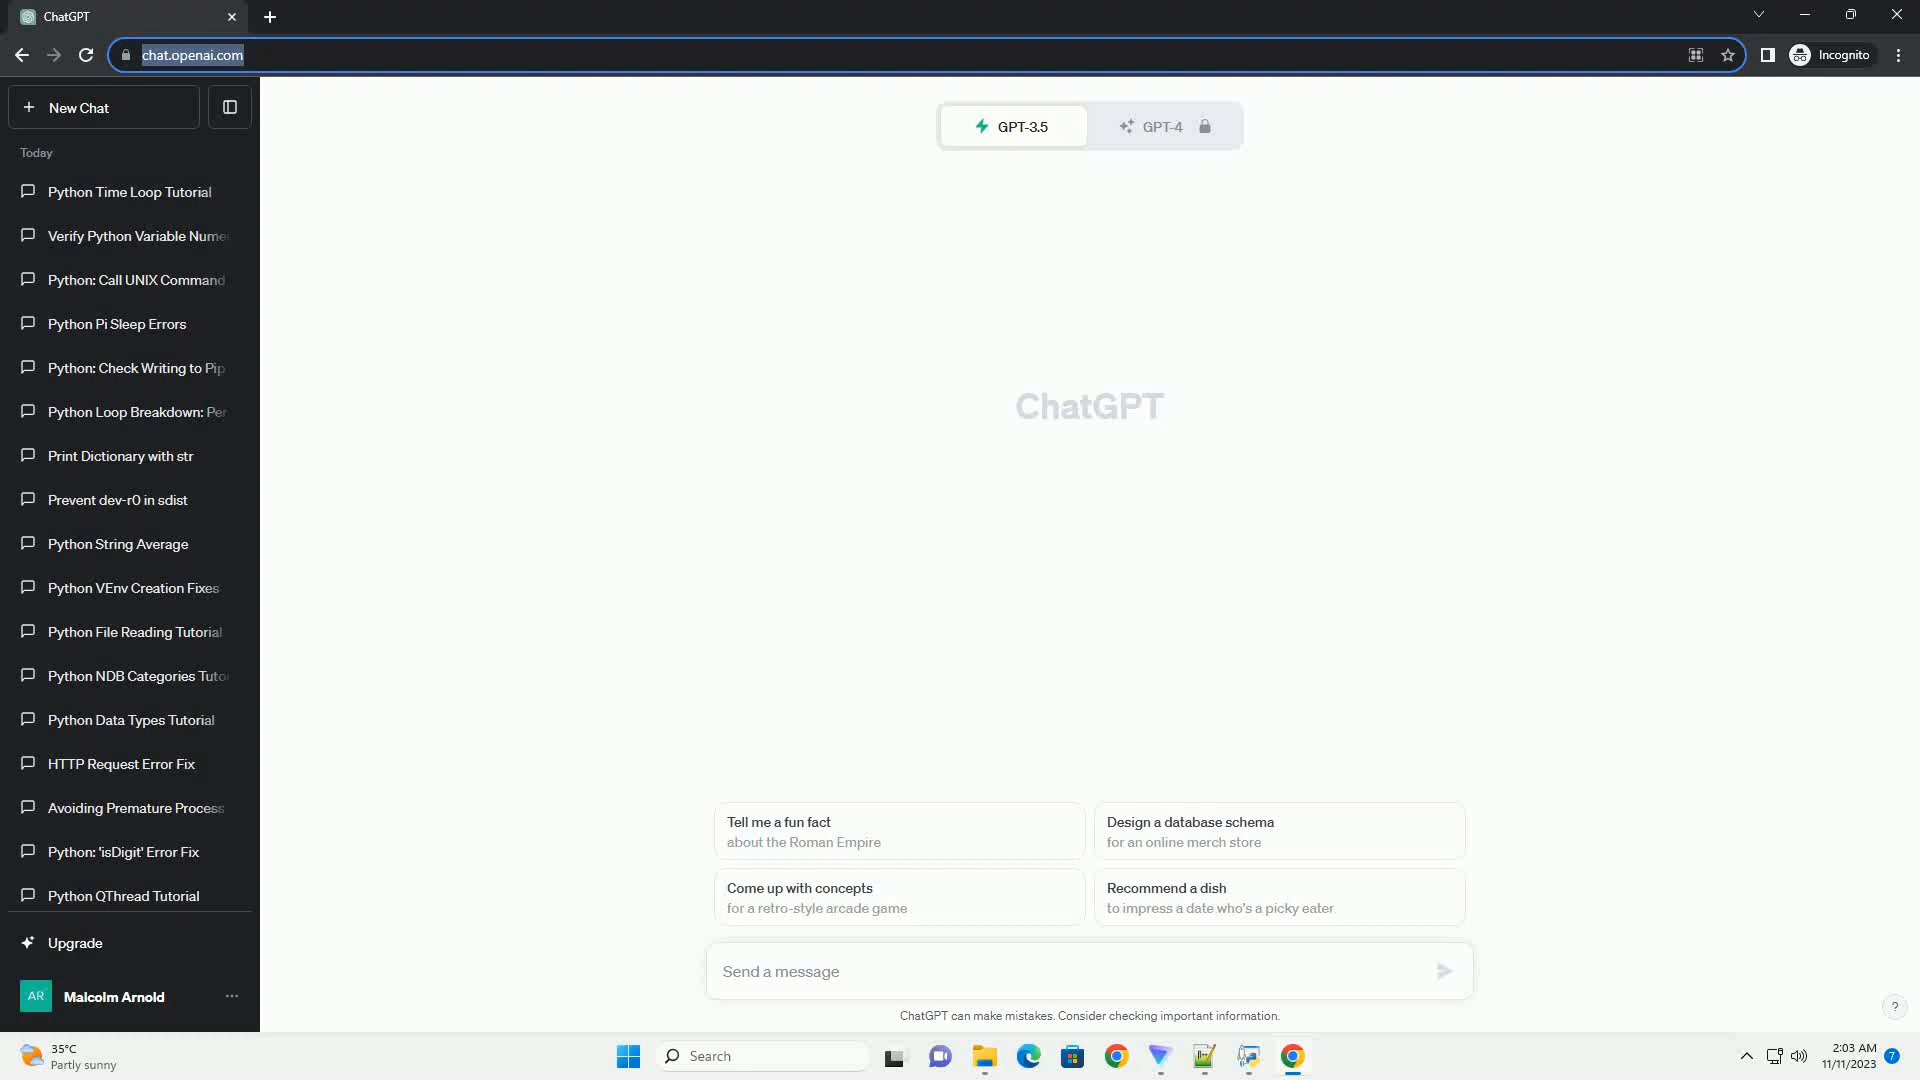 ChatGPT
chat.openai.com
Incognito
New Chat
Today
Python Time Loop Tutorial
Verify Python Variable Nume
Python: Call UNIX Command
Python Pi Sleep Errors
Python: Check Writing to Pip
Python Loop Breakdown: Per
Print Dictionary with str
Prevent dev-r0 in sdist
Python String Average
Python VEnv Creation Fixes
Python File Reading Tutorial
Python NDB Categories Tuto
Python Data Types Tutorial
HTTP Request Error Fix
Avoiding Premature Process
Python: 'isDigit' Error Fix
Python QThread Tutorial
Upgrade
AR
Malcolm Arnold
GPT-3.5
GPT-4
ChatGPT
Tell me a fun fact
about the Roman Empire
Design a database schema
for an online merch store
Come up with concepts
for a retro-style arcade game
Recommend a dish
to impress a date who's a picky eater
Send a message
ChatGPT can make mistakes. Consider checking important information.
?
35°C
Partly sunny
Search
2:03 AM
11/11/2023
7